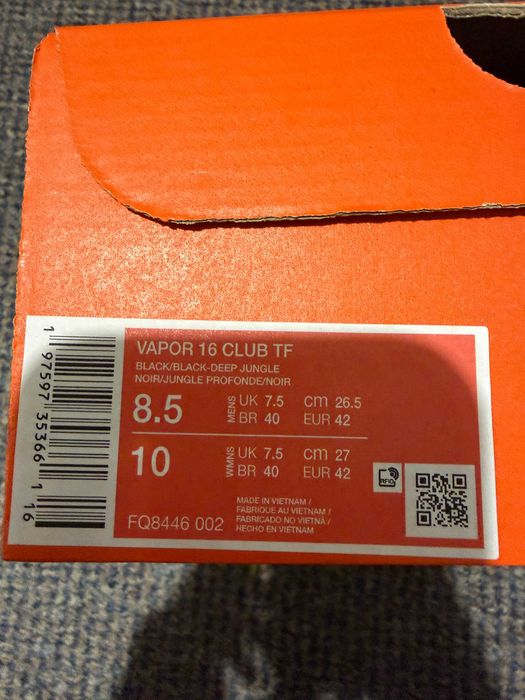 VAPOR 16 CLUB TF
BLACK/BLACK-DEEP JUNGLE
NOIR/JUNGLE PROFONDE/NOIR
8.5 MENS UK 7.5 cm 26.5
BR 40 EUR 42
10 WMNS UK 7.5 cm 27
BR 40 EUR 42
RFID
MADE IN VIETNAM /
FABRIQUE AU VIETNAM /
FABRICADO NO VIETNÃ /
HECHO EN VIETNAM
FQ8446 002
1 97597 35366 1
16